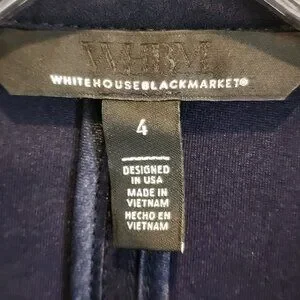 WHBM
WHITEHOUSEBLACKMARKET®
4
DESIGNED
IN USA
MADE IN
VIETNAM
HECHO EN
VIETNAM